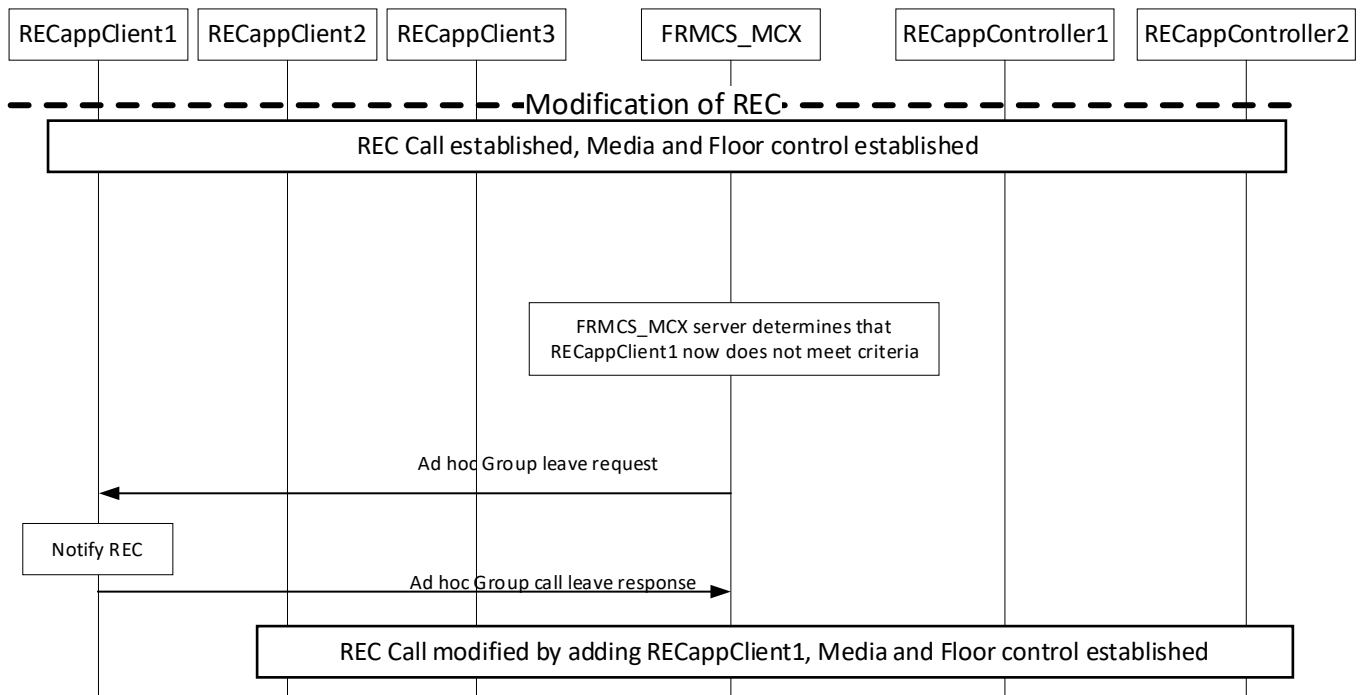 RECappClient1
RECappClient2
RECappClient3
FRMCS_MCX
RECappController1
RECappController2
Modification of REC
REC Call established, Media and Floor control established
FRMCS_MCX server determines that
RECappClient1 now does not meet criteria
Ad hoc Group leave request
Notify REC
Ad hoc Group call leave response
REC Call modified by adding RECappClient1, Media and Floor control established